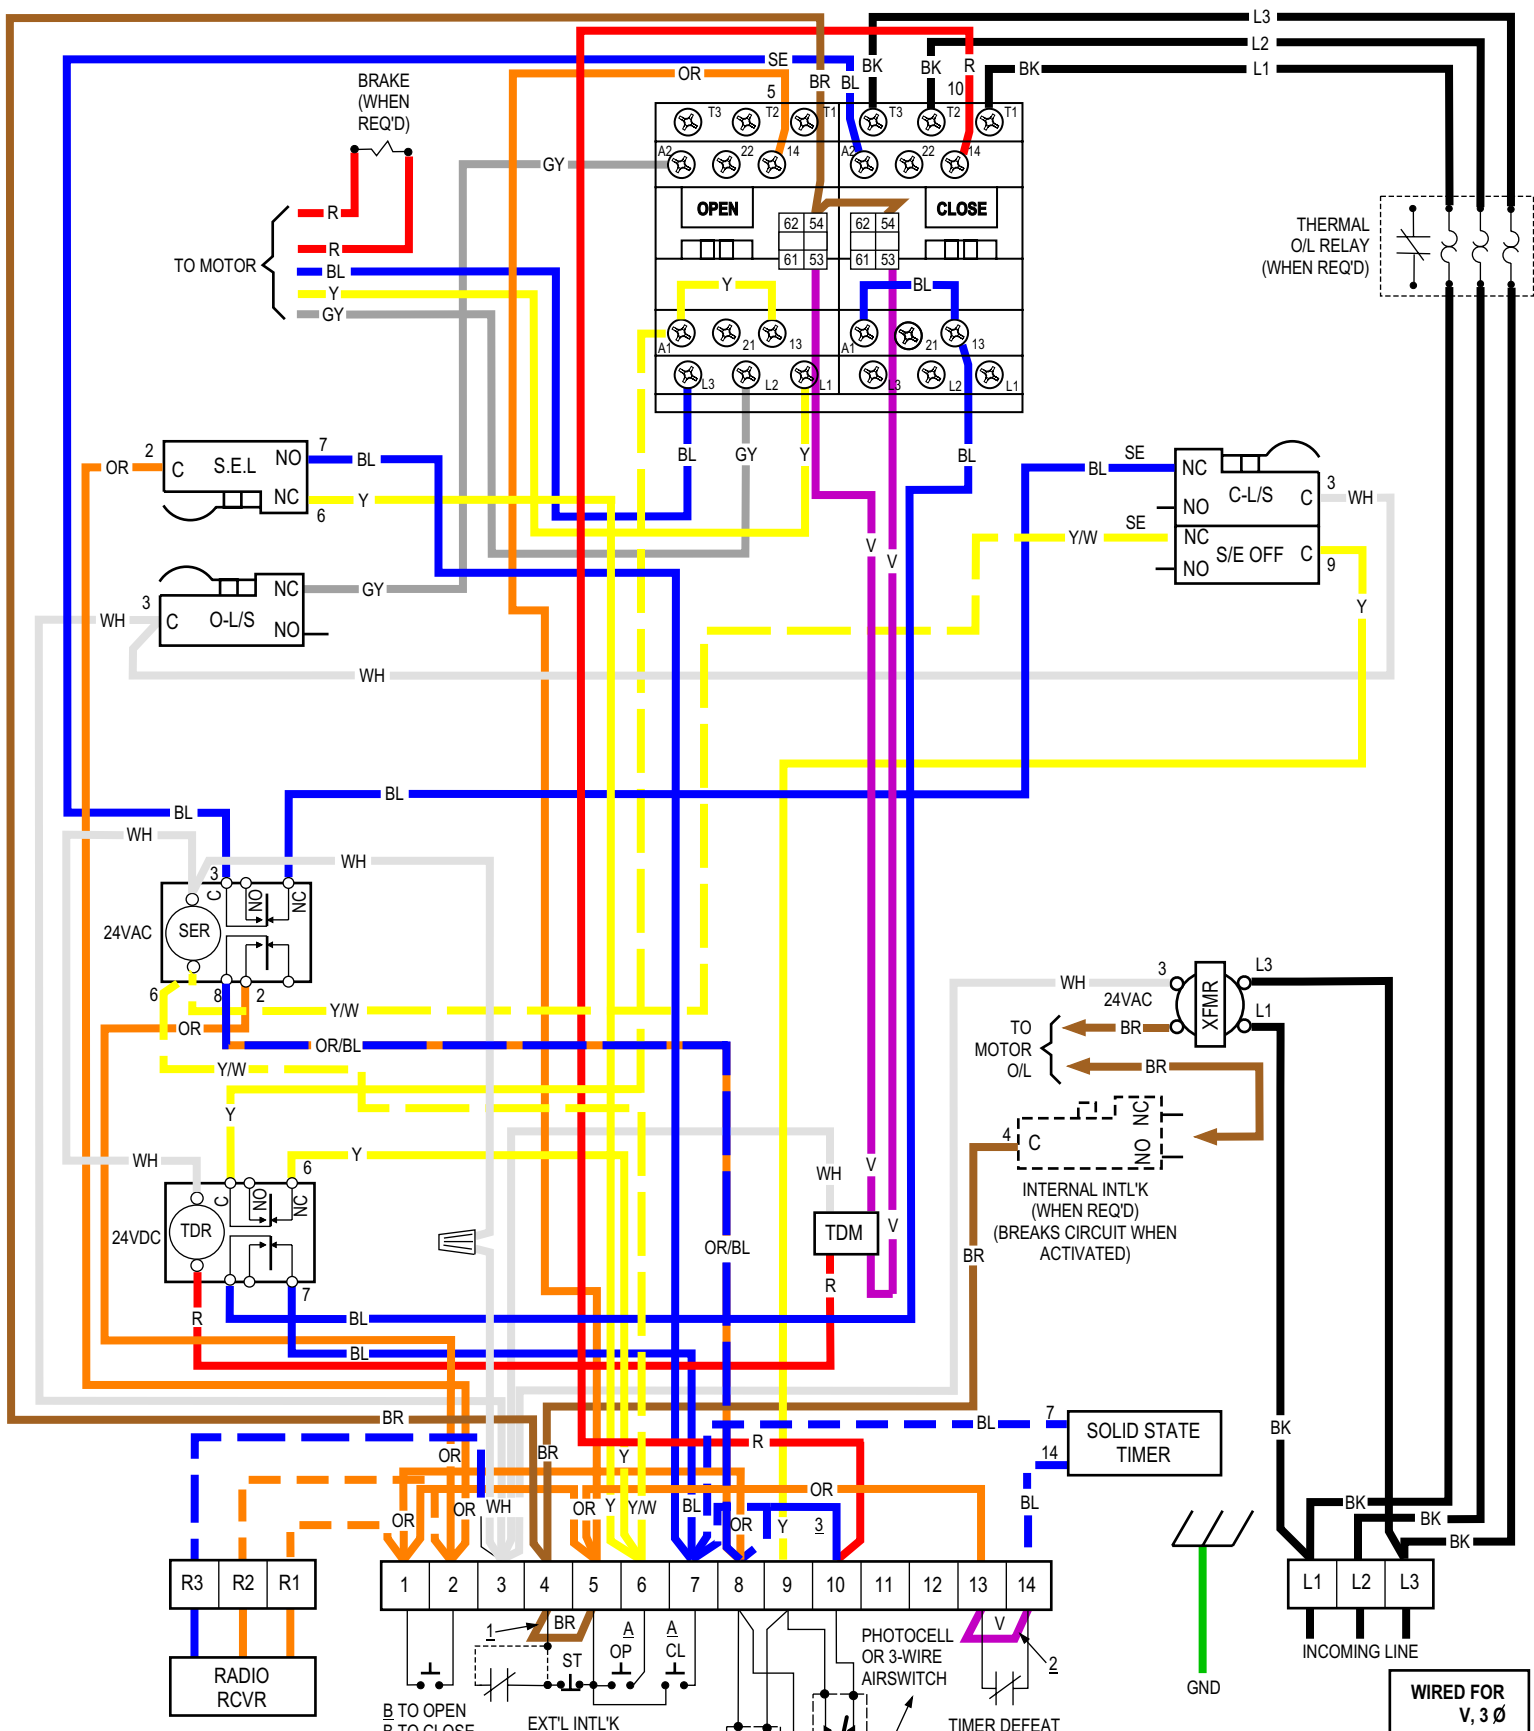 L3
SE
BR
BL
BK
L2
OR
BK
R
BK
L1
BRAKE
(WHEN
REQ'D)
5
10
T3
T2
T1
T3
T2
T1
GY
A2
22
14
A2
22
14
OPEN
CLOSE
R
62
54
62
54
R
61
53
61
53
TO MOTOR
BL
Y
GY
Y
BL
THERMAL
O/L RELAY
(WHEN REQ'D)
A1
21
13
A1
21
13
L3
L2
L1
L3
L2
L1
2
7
OR
C
S.E.L
NO
BL
NC
Y
6
BL
GY
Y
BL
SE
BL
NC
3
C-L/S
C
WH
NO
SE
Y/W
NC
S/E OFF
C
NO
9
V
V
Y
3
NC
GY
WH
C
O-L/S
NO
WH
BL
BL
WH
WH
3
C
NO
NC
24VAC
SER
6
8
2
Y/W
OR
OR/BL
Y/W
WH
3
L3
24VAC
XFMR
L1
TO
MOTOR
O/L
BR
BR
Y
WH
Y
6
C
NO
NC
24VDC
TDR
7
R
BL
BL
WH
V
V
TDM
R
OR/BL
4
C
NO
NC
INTERNAL INTL'K
(WHEN REQ'D)
(BREAKS CIRCUIT WHEN
ACTIVATED)
BR
BR
7
BL
SOLID STATE
TIMER
14
BL
BK
OR
BR
Y
R
OR
OR
OR
WH
OR
Y
Y/W
BL
OR
Y
3
BK
BK
BK
R3
R2
R1
1
2
3
4
5
6
7
8
9
10
11
12
13
14
L1
L2
L3
INCOMING LINE
RADIO
RCVR
1
BR
A
OP
A
CL
ST
PHOTOCELL
OR 3-WIRE
AIRSWITCH
V
2
GND
B TO OPEN
B TO CLOSE
EXT'L INTL'K
TIMER DEFEAT
WIRED FOR
V, 3 Ø